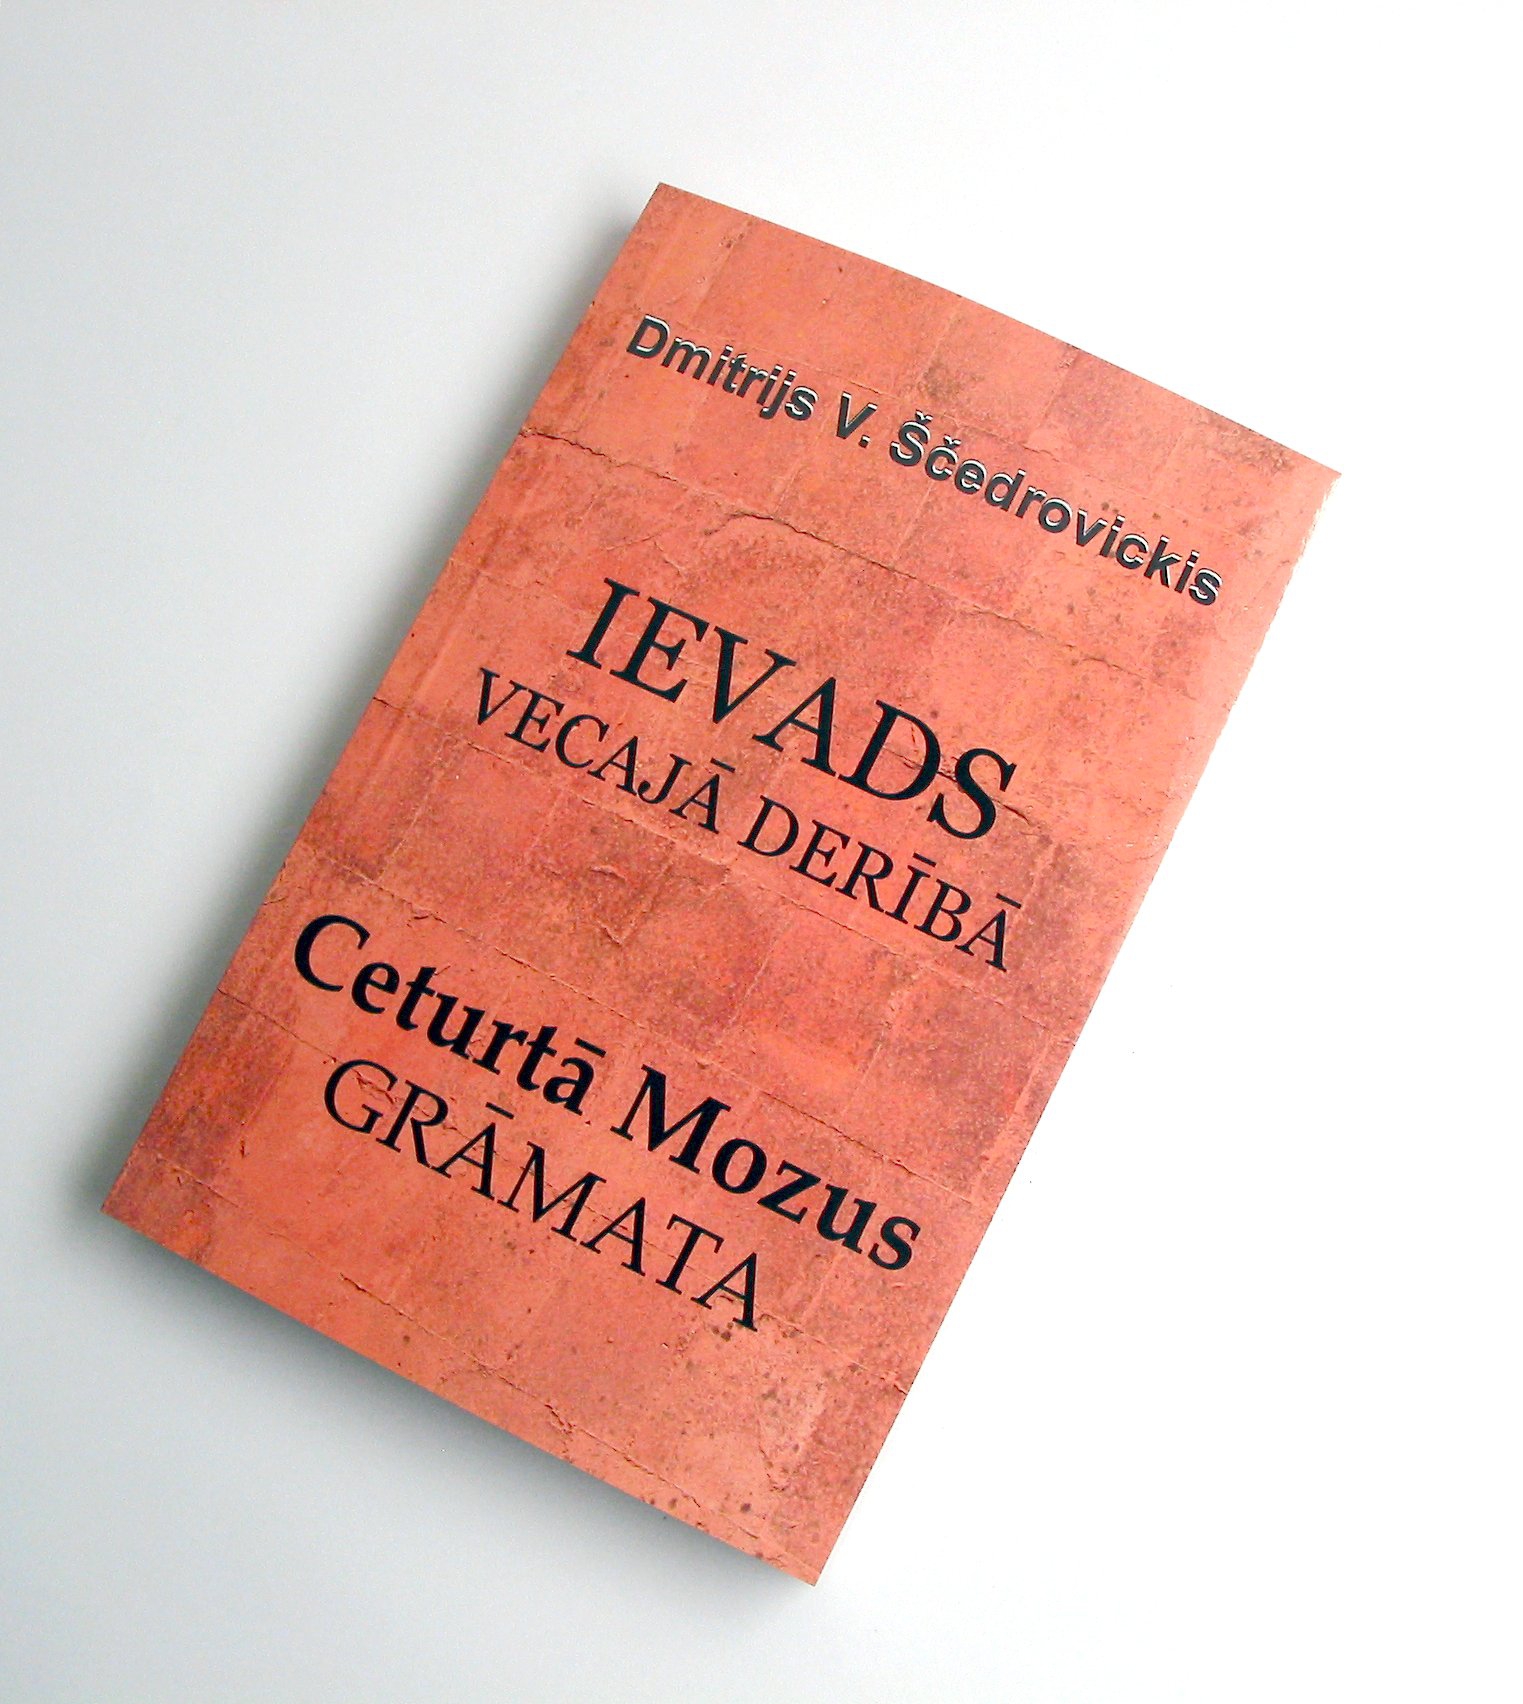 Dmitrijs V. Ščedrovickis
IEVADS
VECAJĀ DERĪBĀ
Ceturtā Mozus
GRĀMATA